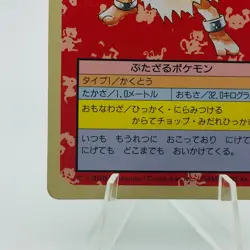 ぶたざるポケモン
タイプ1/かくとう
たかさ/1.0メートル おもさ/32.0キログラ
おもなわざ/ひっかく・にらみつける
からてチョップ・みだれひっか
いつも もうれつに おこっており にげて
にげても どこまでも おいかけてくる。